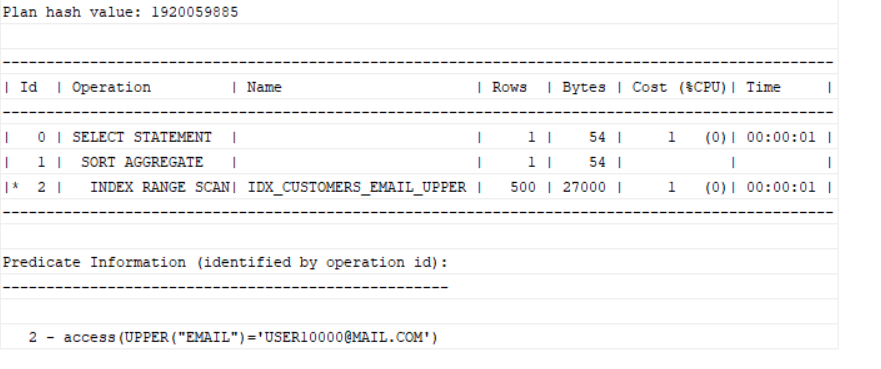 Plan hash value: 1920059885
-----------------------------------------------------------------------------------------------
| Id  | Operation         | Name                      | Rows  | Bytes | Cost (%CPU)| Time     |
-----------------------------------------------------------------------------------------------
|   0 | SELECT STATEMENT  |                           |     1 |    54 |     1   (0)| 00:00:01 |
|   1 |  SORT AGGREGATE   |                           |     1 |    54 |            |          |
|*  2 |   INDEX RANGE SCAN| IDX_CUSTOMERS_EMAIL_UPPER |   500 | 27000 |     1   (0)| 00:00:01 |
-----------------------------------------------------------------------------------------------
Predicate Information (identified by operation id):
---------------------------------------------------
   2 - access(UPPER("EMAIL")='USER10000@MAIL.COM')